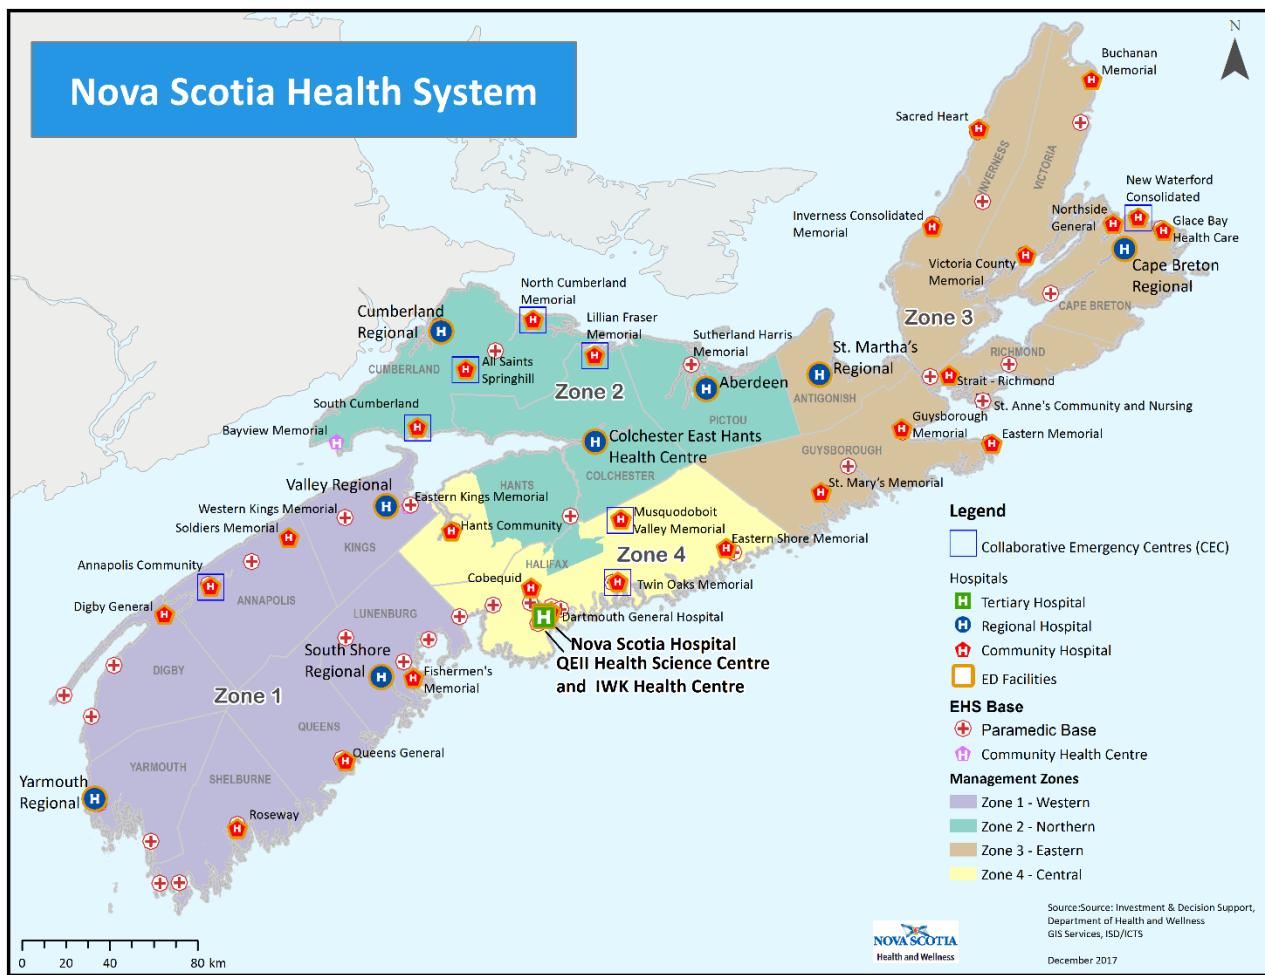 Nova Scotia Health System
N
Buchanan
Memorial
Sacred Heart
INVERNESS
VICTORIA
New Waterford
Consolidated
Northside
General
Glace Bay
Health Care
Inverness Consolidated
Memorial
Victoria County
Memorial
Cape Breton
Regional
CAPE BRETON
Zone 3
RICHMOND
North Cumberland
Memorial
Cumberland
Regional
Lillian Fraser
Memorial
Sutherland Harris
Memorial
St. Martha's
Regional
CUMBERLAND
All Saints
Springhill
Zone 2
Aberdeen
Strait - Richmond
ANTIGONISH
South Cumberland
PICTOU
St. Anne's Community and Nursing
Bayview Memorial
Guysborough
Memorial
Eastern Memorial
Colchester East Hants
Health Centre
GUYSBOROUGH
COLCHESTER
HANTS
St. Mary's Memorial
Valley Regional
Eastern Kings Memorial
Western Kings Memorial
Soldiers Memorial
Hants Community
Musquodoboit
Valley Memorial
Eastern Shore Memorial
KINGS
Zone 4
HALIFAX
Annapolis Community
Cobequid
Twin Oaks Memorial
ANNAPOLIS
Digby General
LUNENBURG
Dartmouth General Hospital
Nova Scotia Hospital
QEII Health Science Centre
and IWK Health Centre
South Shore
Regional
DIGBY
Fishermen's
Memorial
Zone 1
QUEENS
Queens General
YARMOUTH
SHELBURNE
Yarmouth
Regional
Roseway
Legend
Collaborative Emergency Centres (CEC)
Hospitals
H Tertiary Hospital
H Regional Hospital
H Community Hospital
ED Facilities
EHS Base
Paramedic Base
H Community Health Centre
Management Zones
Zone 1 - Western
Zone 2 - Northern
Zone 3 - Eastern
Zone 4 - Central
0 20 40 80 km
NOVA SCOTIA
Health and Wellness
Source:Source: Investment & Decision Support,
Department of Health and Wellness
GIS Services, ISD/ICTS
December 2017